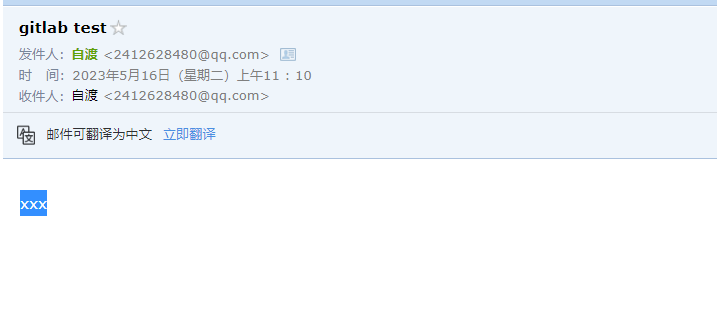 gitlab test
发件人：自渡 <2412628480@qq.com>
时　间：2023年5月16日（星期二）上午11：10
收件人：自渡 <2412628480@qq.com>
邮件可翻译为中文 立即翻译
xxx